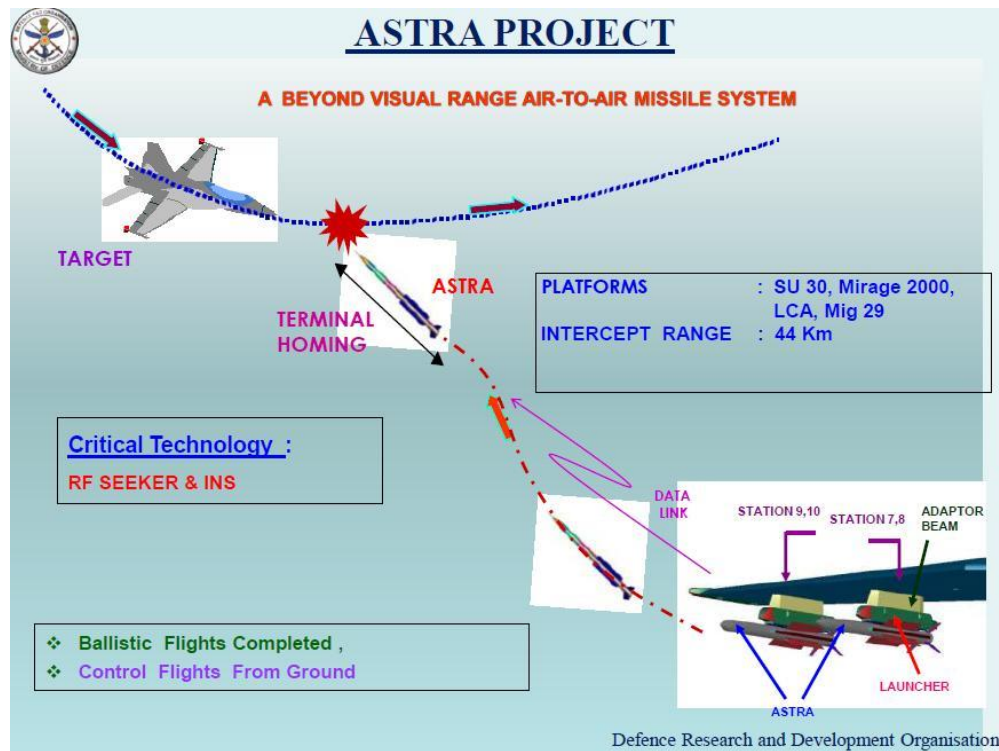 ASTRA PROJECT
A BEYOND VISUAL RANGE AIR-TO-AIR MISSILE SYSTEM
TARGET
ASTRA
TERMINAL
HOMING
PLATFORMS : SU 30, Mirage 2000,
LCA, Mig 29
INTERCEPT RANGE : 44 Km
Critical Technology :
RF SEEKER & INS
DATA
LINK
STATION 9,10
STATION 7,8
ADAPTOR
BEAM
LAUNCHER
ASTRA
❖ Ballistic Flights Completed ,
❖ Control Flights From Ground
Defence Research and Development Organisation